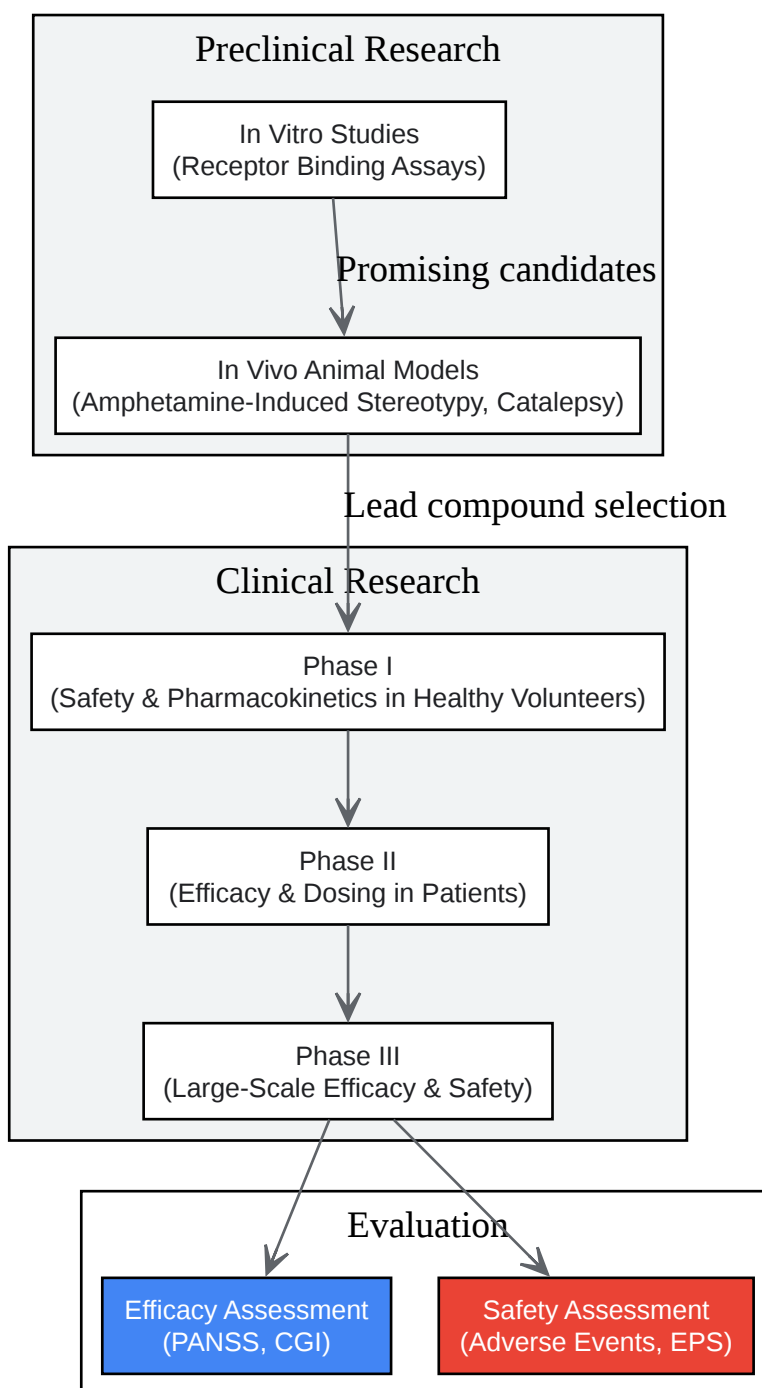 Preclinical Research
In Vitro Studies
(Receptor Binding Assays)
Promising candidates
In Vivo Animal Models
(Amphetamine-Induced Stereotypy, Catalepsy)
Lead compound selection
Clinical Research
Phase I
(Safety & Pharmacokinetics in Healthy Volunteers)
Phase II
(Efficacy & Dosing in Patients)
Phase III
(Large-Scale Efficacy & Safety)
Evaluation
Efficacy Assessment
(PANSS, CGI)
Safety Assessment
(Adverse Events, EPS)